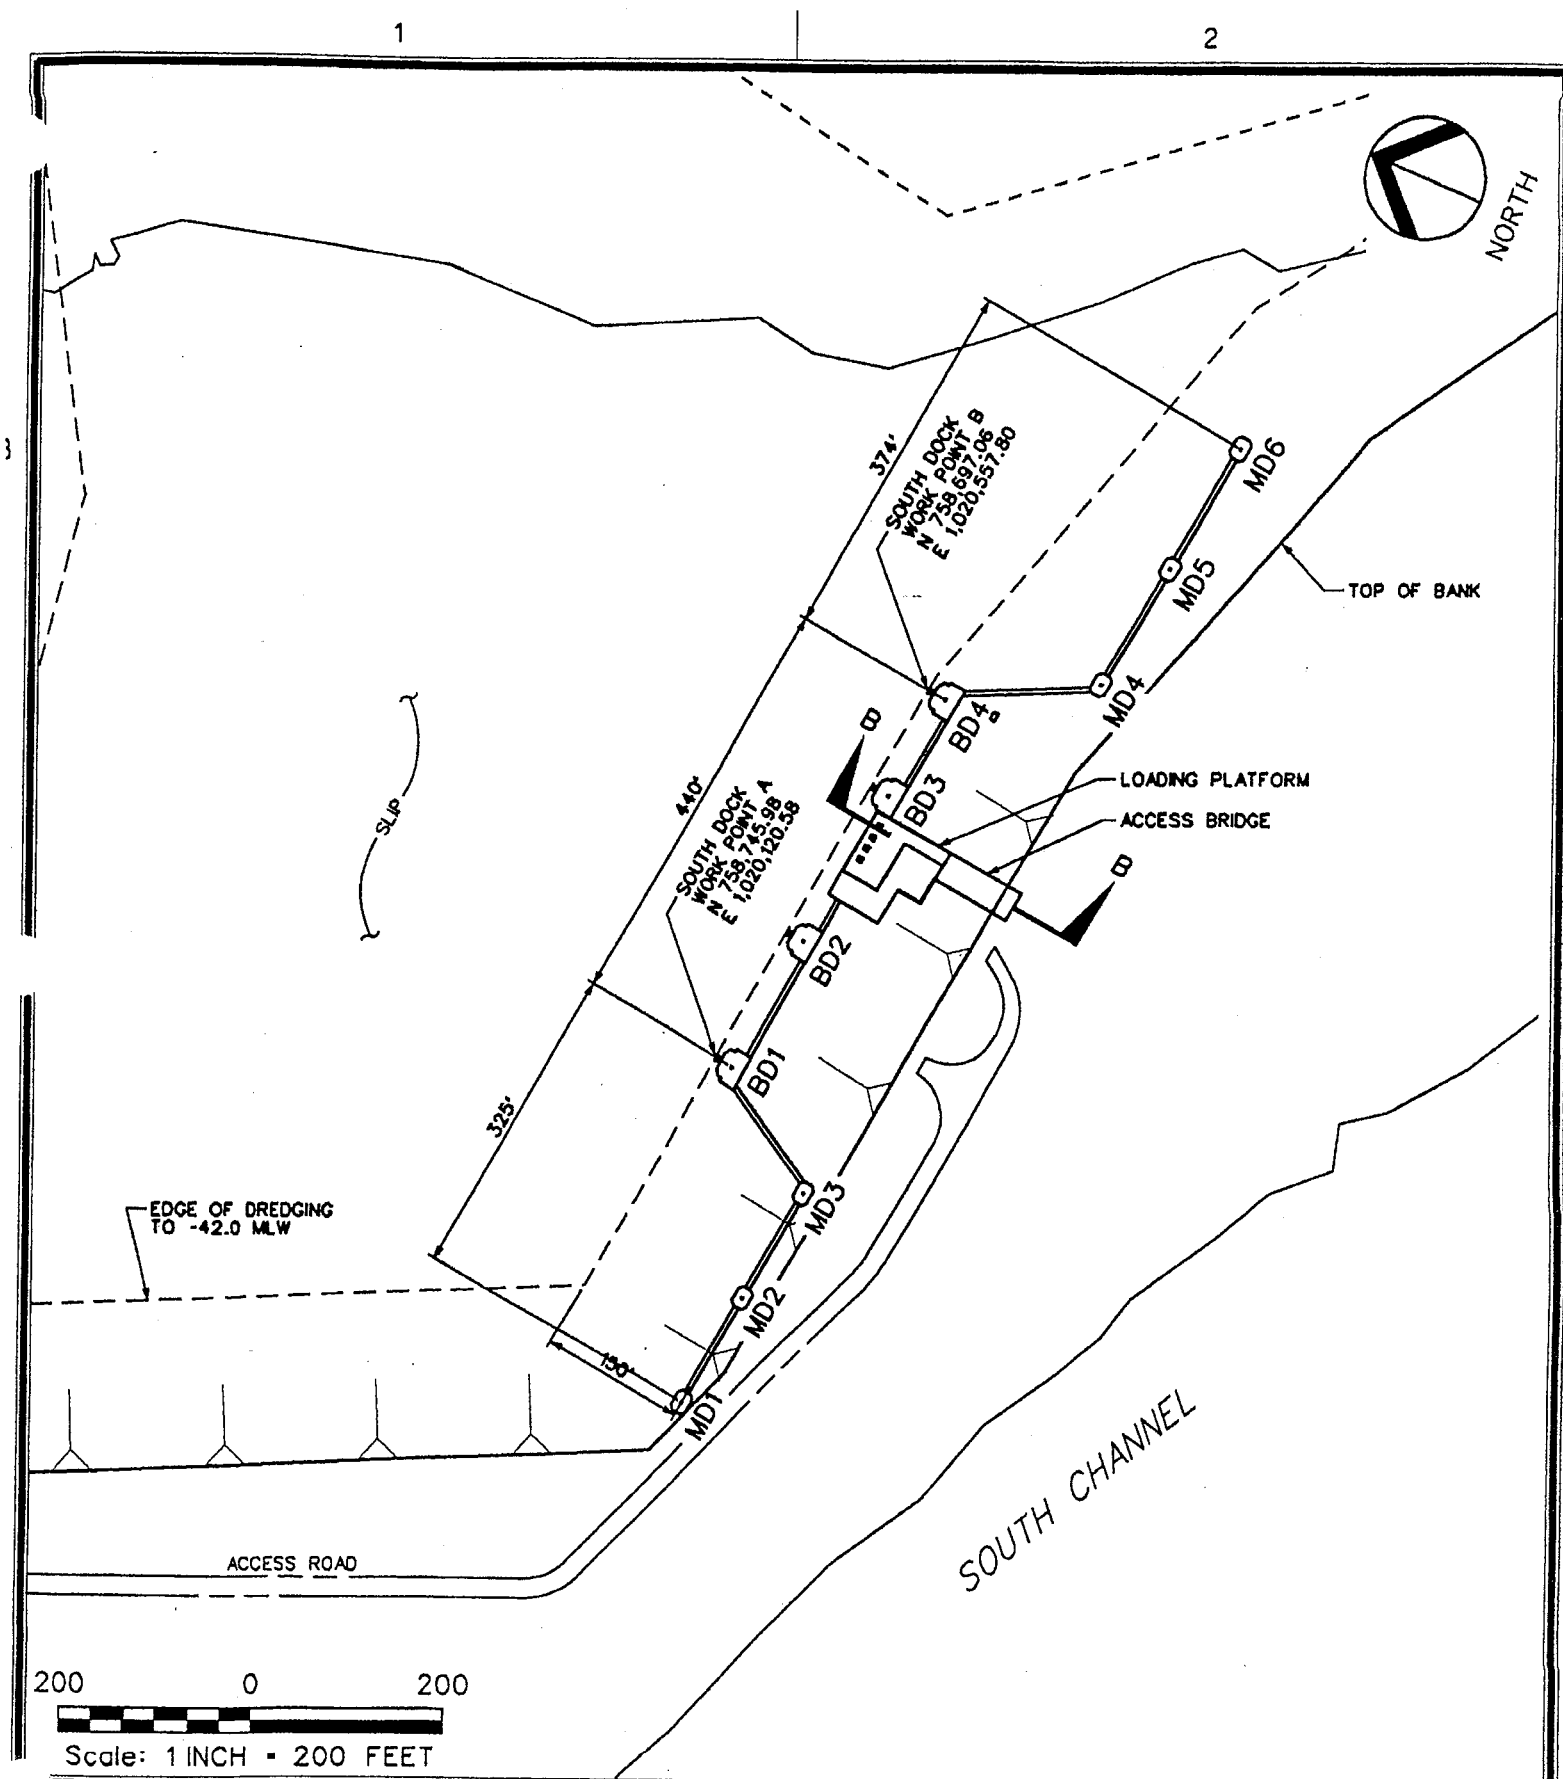 1
2
NORTH
3
374'
SOUTH DOCK
WORK POINT B
N 758,697.06
E 1,020,557.80
MD6
MD5
TOP OF BANK
MD4
BD4
B
BD3
LOADING PLATFORM
ACCESS BRIDGE
B
440'
SOUTH DOCK
WORK POINT A
N 758,745.98
E 1,020,120.58
SLIP
BD2
BD1
325'
MD3
EDGE OF DREDGING
TO -42.0 MLW
MD2
150'
MD1
SOUTH CHANNEL
ACCESS ROAD
200 0 200
Scale: 1 INCH = 200 FEET